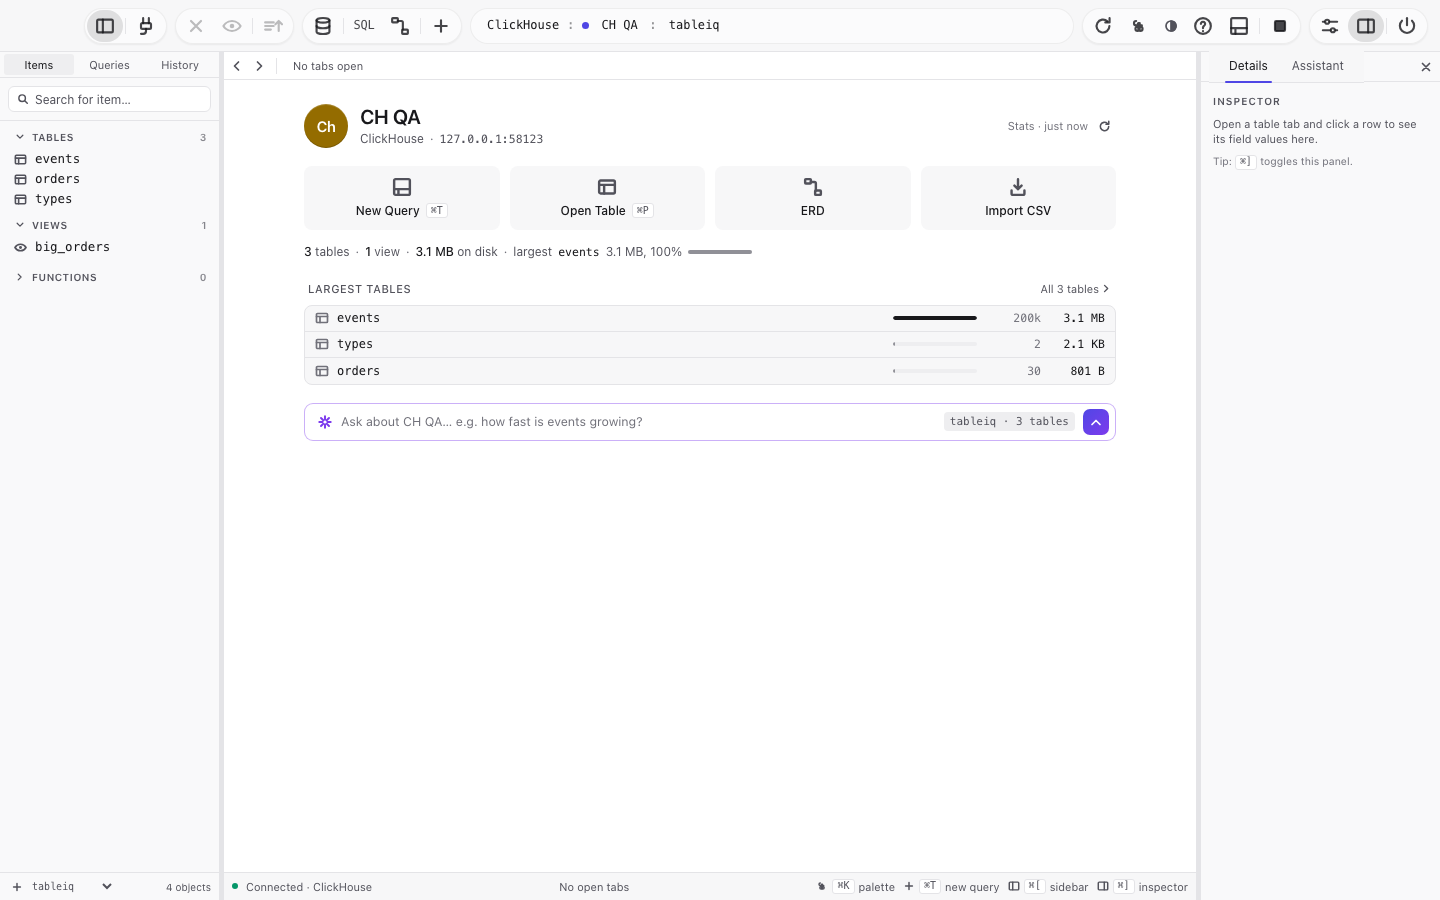 SQL
ClickHouse : CH QA : tableiq
Items Queries History
Search for item...
TABLES 3
events
orders
types
VIEWS 1
big_orders
FUNCTIONS 0
+ tableiq 4 objects
No tabs open
Ch
CH QA
ClickHouse · 127.0.0.1:58123
Stats · just now
New Query ⌘T
Open Table ⌘P
ERD
Import CSV
3 tables · 1 view · 3.1 MB on disk · largest events 3.1 MB, 100%
LARGEST TABLES All 3 tables
events 200k 3.1 MB
types 2 2.1 KB
orders 30 801 B
Ask about CH QA... e.g. how fast is events growing? tableiq · 3 tables
Connected · ClickHouse No open tabs ⌘K palette + ⌘T new query ⌘[ sidebar ⌘] inspector
Details Assistant
INSPECTOR
Open a table tab and click a row to see
its field values here.
Tip: ⌘] toggles this panel.